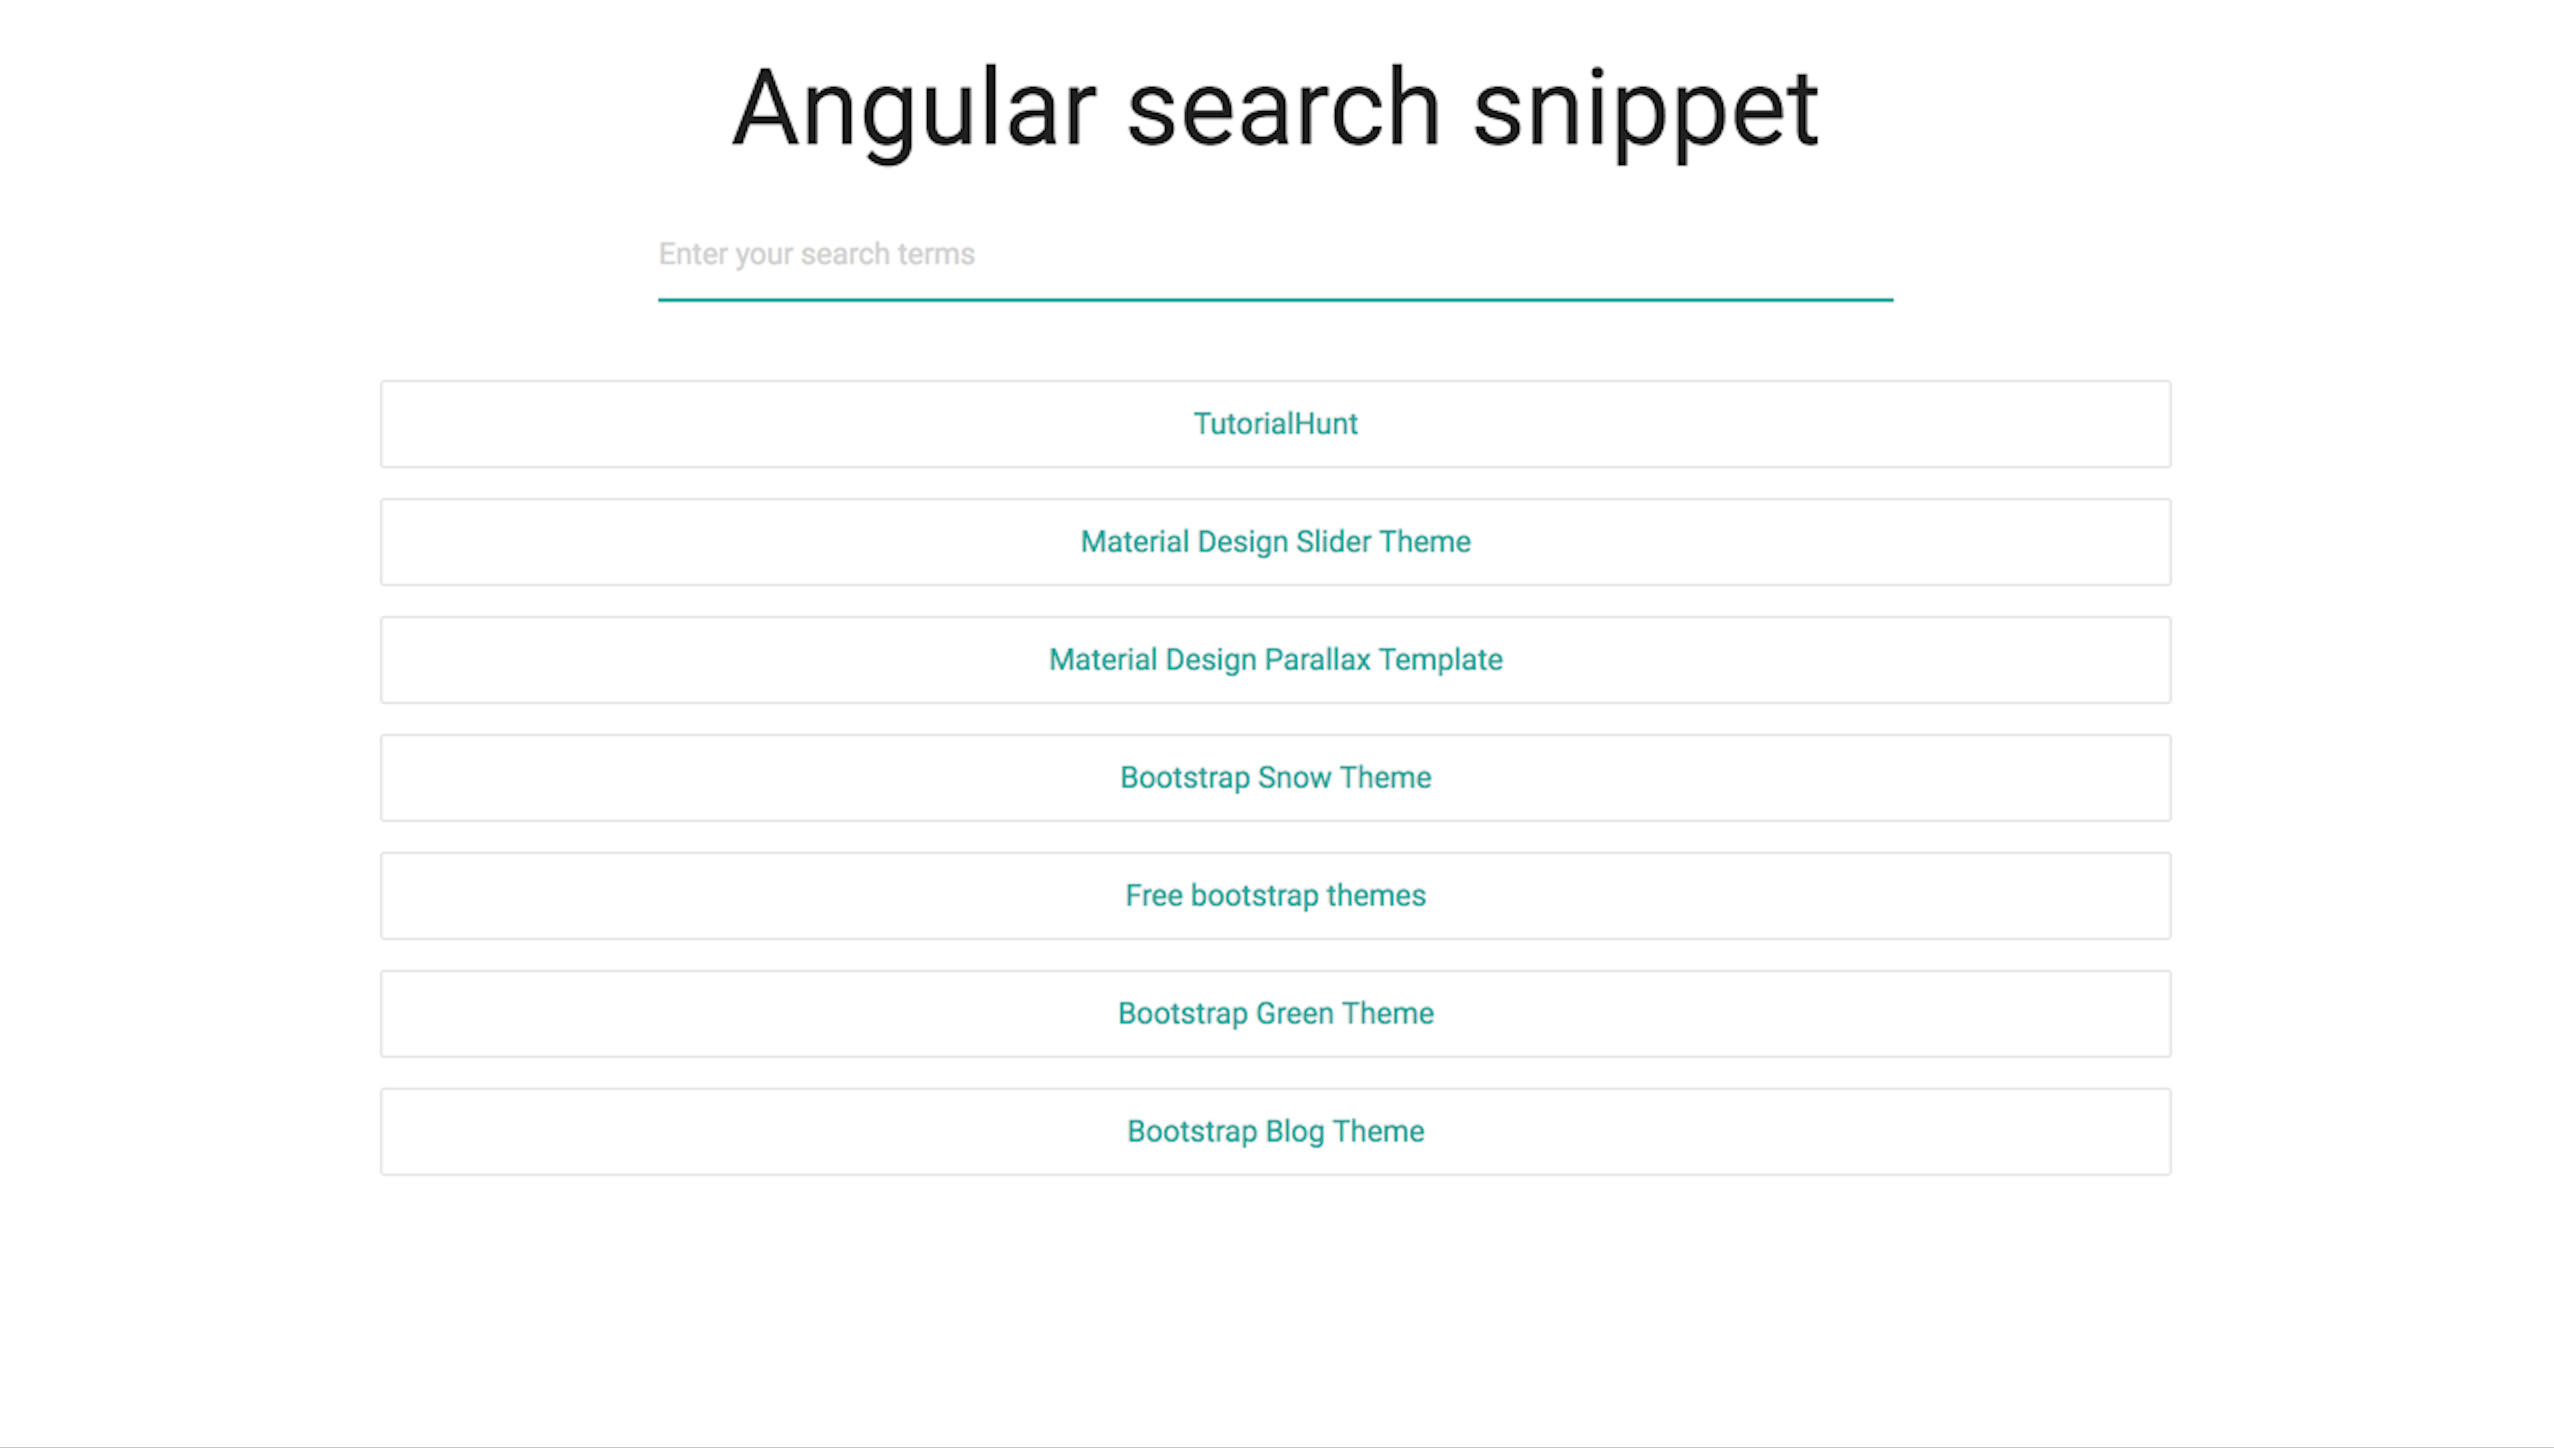 Angular search snippet
Enter your search terms
TutorialHunt
Material Design Slider Theme
Material Design Parallax Template
Bootstrap Snow Theme
Free bootstrap themes
Bootstrap Green Theme
Bootstrap Blog Theme